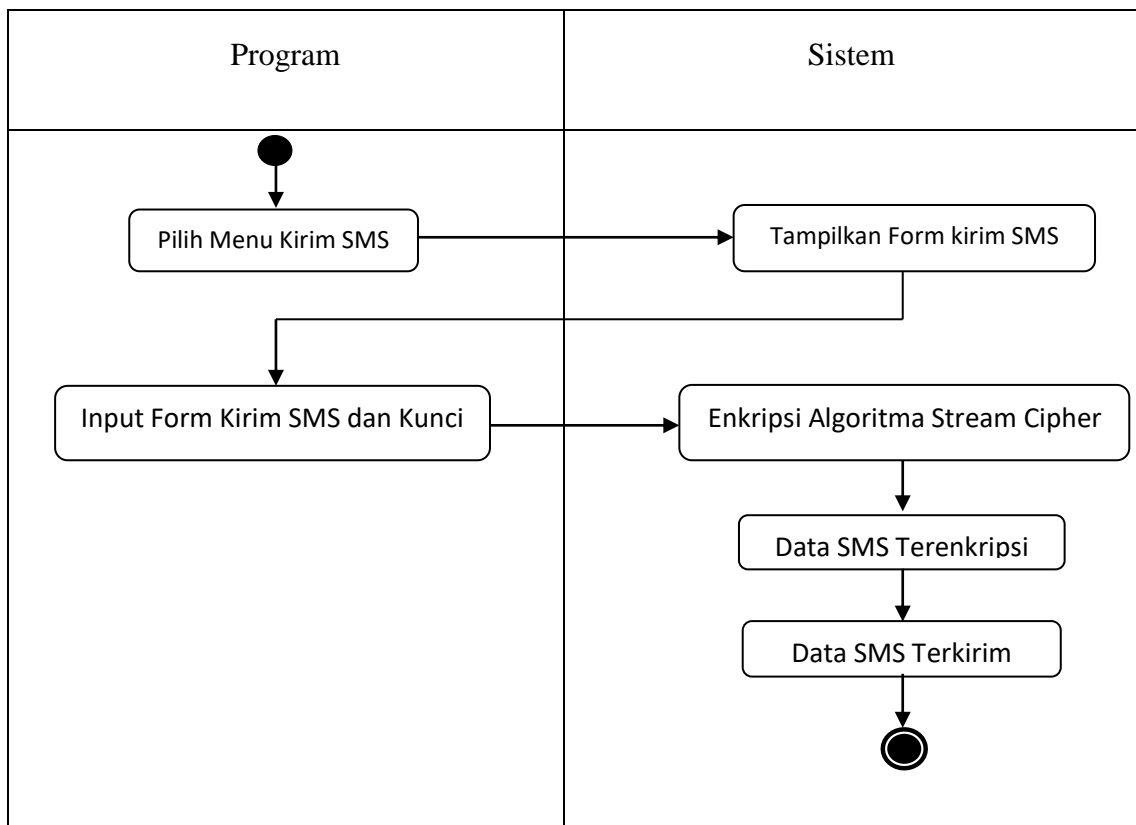 Program
Sistem
Pilih Menu Kirim SMS
Tampilkan Form kirim SMS
Input Form Kirim SMS dan Kunci
Enkripsi Algoritma Stream Cipher
Data SMS Terenkripsi
Data SMS Terkirim